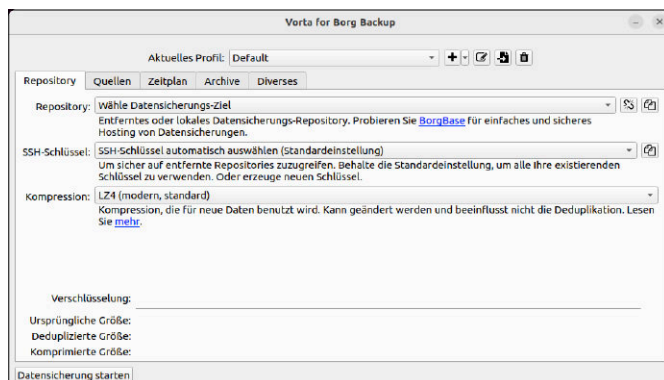 Vorta for Borg Backup
Aktuelles Profil: Default
Repository Quellen Zeitplan Archive Diverses
Repository: Wähle Datensicherungs-Ziel
Entferntes oder lokales Datensicherungs-Repository. Probieren Sie BorgBase für einfaches und sicheres
Hosting von Datensicherungen.
SSH-Schlüssel: SSH-Schlüssel automatisch auswählen (Standardeinstellung)
Um sicher auf entfernte Repositories zuzugreifen. Behalte die Standardeinstellung, um alle Ihre existierenden
Schlüssel zu verwenden. Oder erzeuge neuen Schlüssel.
Kompression: LZ4 (modern, standard)
Kompression, die für neue Daten benutzt wird. Kann geändert werden und beeinflusst nicht die Deduplikation. Lesen
Sie mehr.
Verschlüsselung:
Ursprüngliche Größe:
Deduplizierte Größe:
Komprimierte Größe:
Datensicherung starten